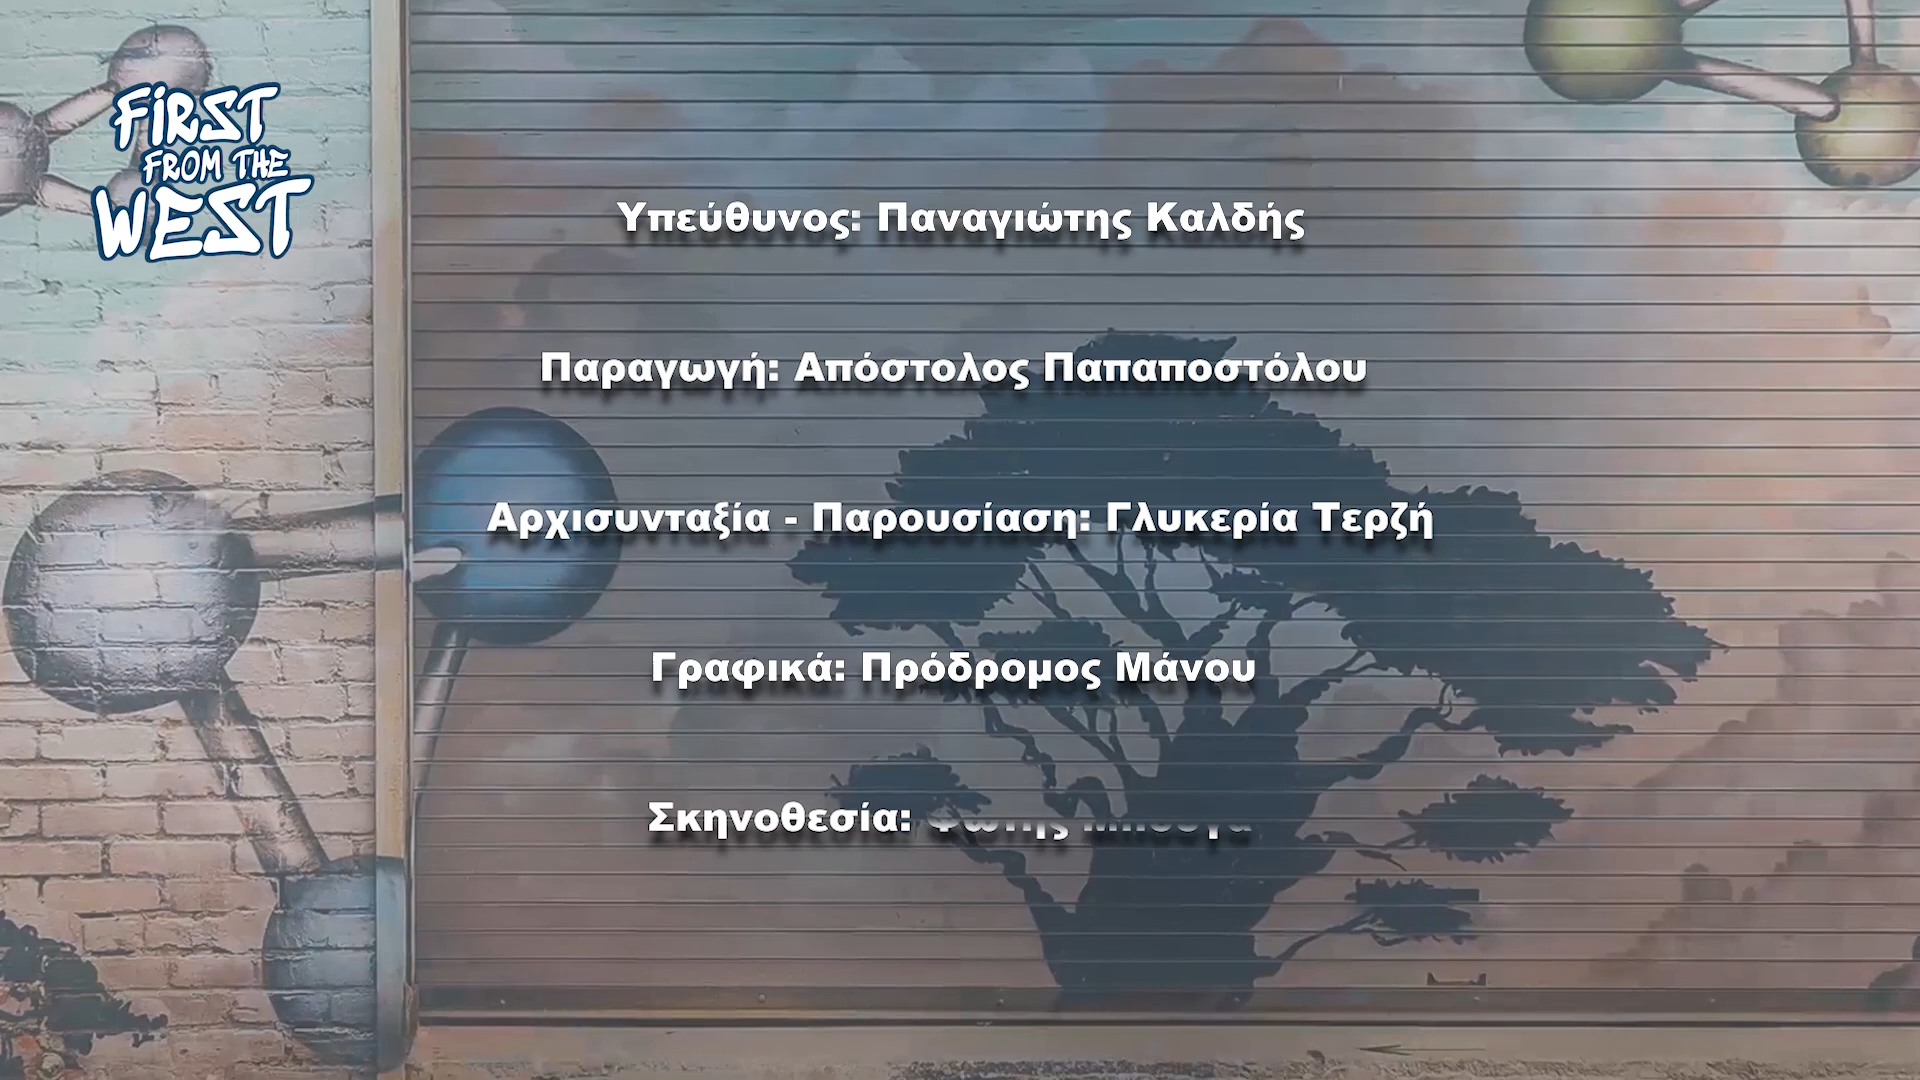 FiRST
FROM THE
WEST
Υπεύθυνος: Παναγιώτης Καλδής
Παραγωγή: Απόστολος Παπαποστόλου
Αρχισυνταξία - Παρουσίαση: Γλυκερία Τερζή
Γραφικά: Πρόδρομος Μάνου
Σκηνοθεσία: